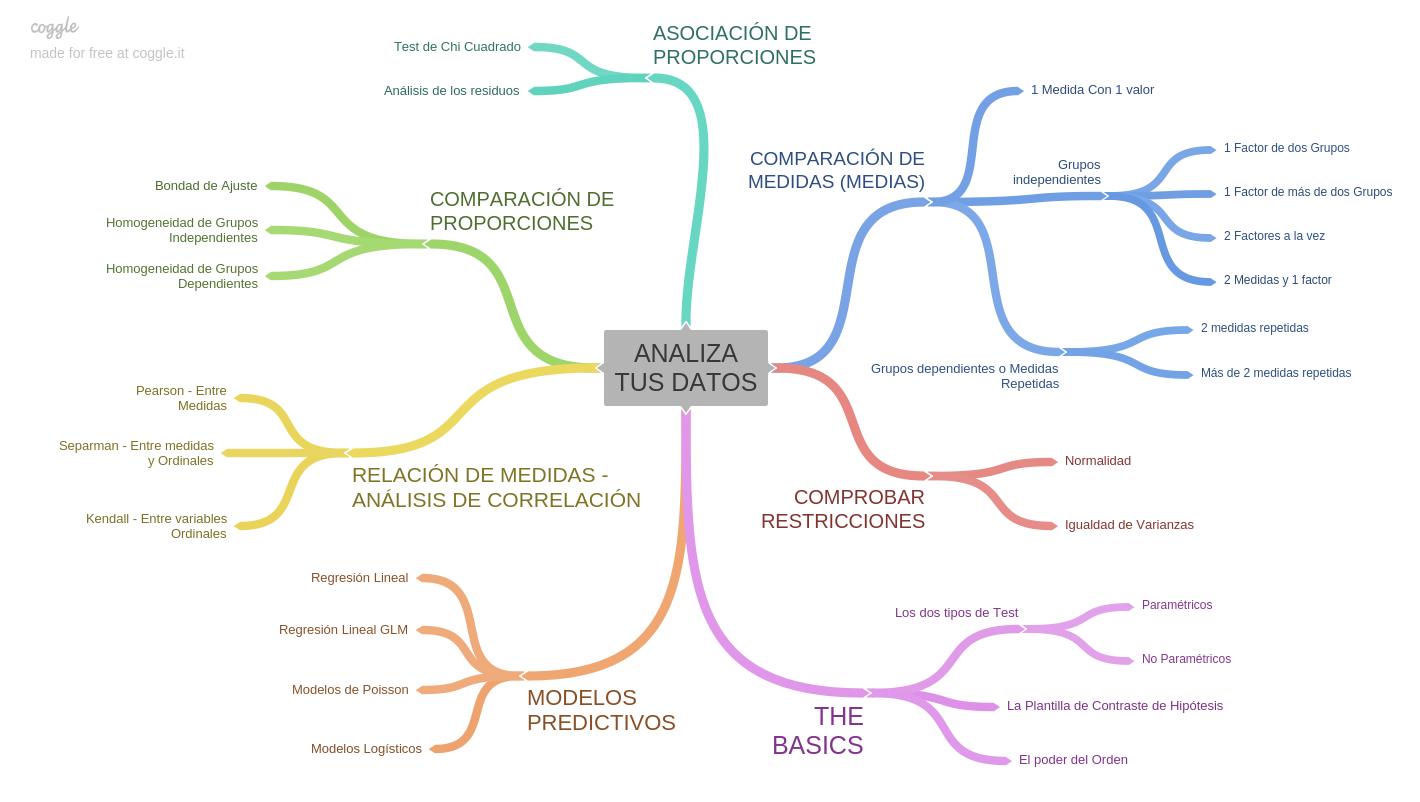 coggle
made for free at coggle.it
ASOCIACIÓN DE
PROPORCIONES
Test de Chi Cuadrado
Análisis de los residuos
COMPARACIÓN DE
PROPORCIONES
Bondad de Ajuste
Homogeneidad de Grupos
Independientes
Homogeneidad de Grupos
Dependientes
COMPARACIÓN DE
MEDIDAS (MEDIAS)
1 Medida Con 1 valor
Grupos
independientes
1 Factor de dos Grupos
1 Factor de más de dos Grupos
2 Factores a la vez
2 Medidas y 1 factor
Grupos dependientes o Medidas
Repetidas
2 medidas repetidas
Más de 2 medidas repetidas
ANALIZA
TUS DATOS
Pearson - Entre
Medidas
Separman - Entre medidas
y Ordinales
Kendall - Entre variables
Ordinales
RELACIÓN DE MEDIDAS -
ANÁLISIS DE CORRELACIÓN
COMPROBAR
RESTRICCIONES
Normalidad
Igualdad de Varianzas
Regresión Lineal
Regresión Lineal GLM
Modelos de Poisson
Modelos Logísticos
MODELOS
PREDICTIVOS
THE
BASICS
Los dos tipos de Test
Paramétricos
No Paramétricos
La Plantilla de Contraste de Hipótesis
El poder del Orden